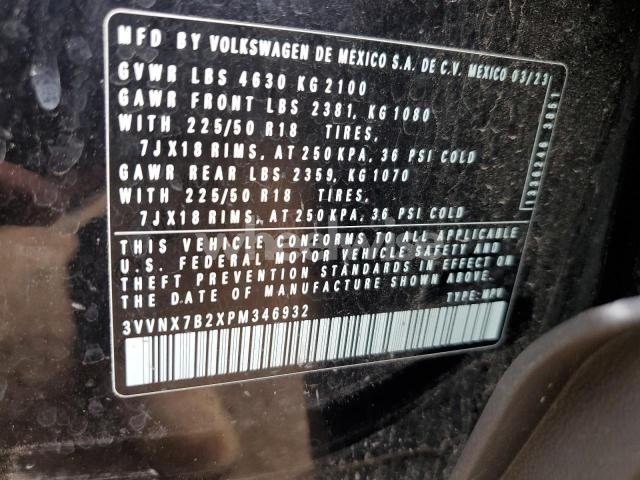 MFD BY VOLKSWAGEN DE MEXICO S.A. DE C.V. MEXICO 03/23
GVWR LBS 4630 KG 2100
GAWR FRONT LBS 2381, KG 1080
WITH 225/50 R18 TIRES,
7JX18 RIMS, AT 250 KPA, 36 PSI COLD
GAWR REAR LBS 2359, KG 1070
WITH 225/50 R18 TIRES,
7JX18 RIMS, AT 250 KPA, 36 PSI COLD
THIS VEHICLE CONFORMS TO ALL APPLICABLE
U.S. FEDERAL MOTOR VEHICLE SAFETY AND
THEFT PREVENTION STANDARDS IN EFFECT ON
THE DATE OF MANUFACTURE SHOWN ABOVE.
TYPE: MPV
3VVNX7B2XPM346932